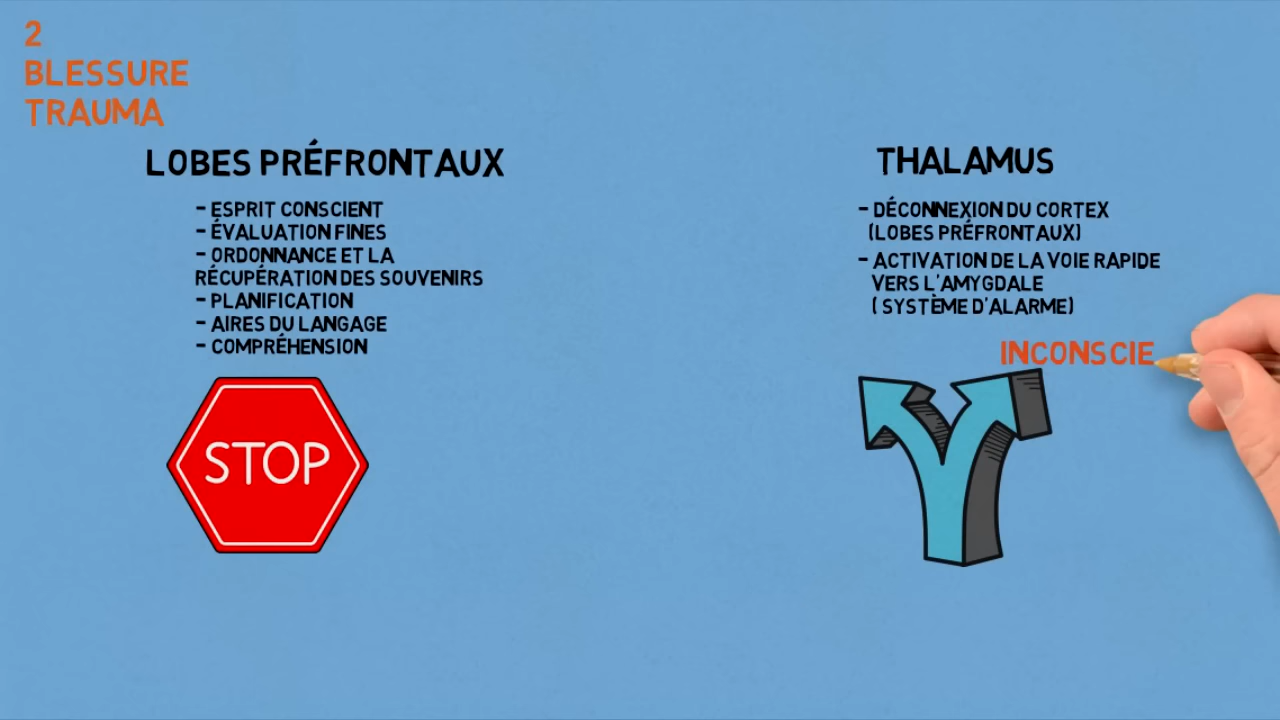 2
BLESSURE
TRAUMA
LOBES PRÉFRONTAUX
- ESPRIT CONSCIENT
- ÉVALUATION FINES
- ORDONNANCE ET LA
RÉCUPÉRATION DES SOUVENIRS
- PLANIFICATION
- AIRES DU LANGAGE
- COMPRÉHENSION
STOP
THALAMUS
- DÉCONNEXION DU CORTEX
(LOBES PRÉFRONTAUX)
- ACTIVATION DE LA VOIE RAPIDE
VERS L'AMYGDALE
( SYSTÈME D'ALARME)
INCONSCIE